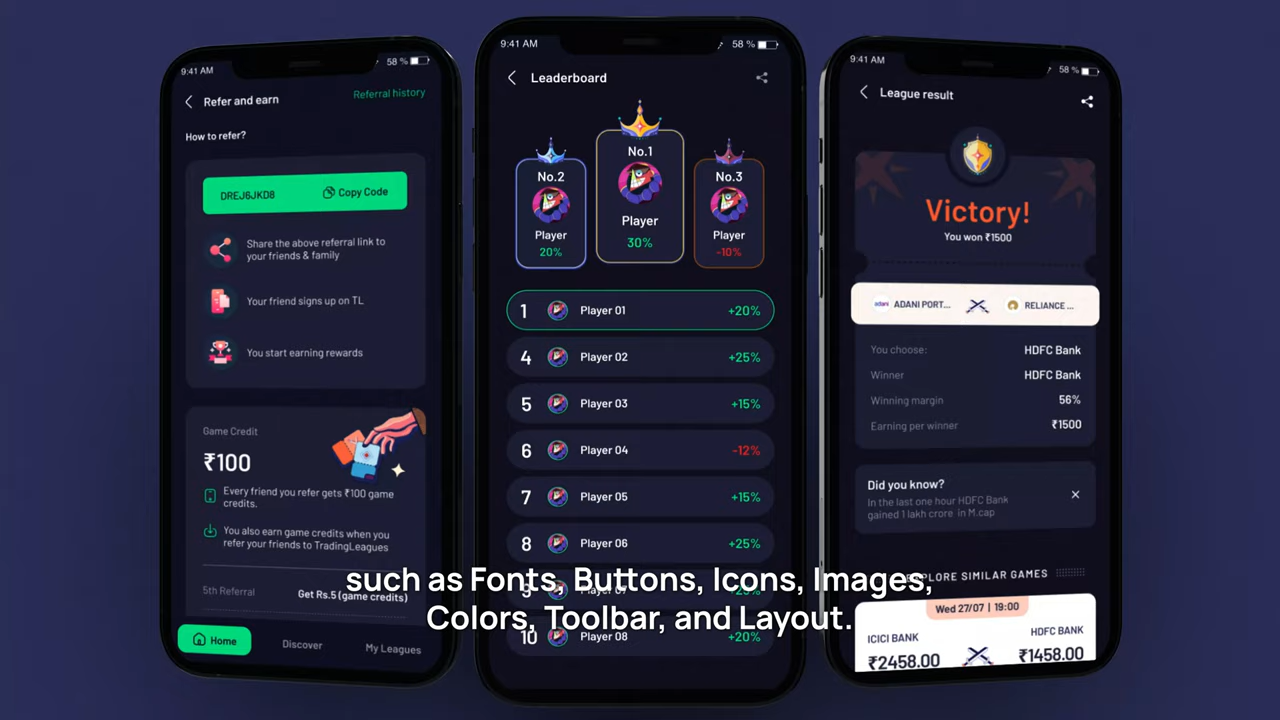 9:41 AM
58 %
Refer and earn
Referral history
How to refer?
DREJ6JKD8
Copy Code
Share the above referral link to
your friends & family
Your friend signs up on TL
You start earning rewards
Game Credit
₹100
Every friend you refer gets ₹100 game
credits.
You also earn game credits when you
refer your friends to TradingLeagues
5th Referral
Get Rs.5 (game credits)
Home
Discover
My Leagues
9:41 AM
58 %
Leaderboard
No.2
Player
20%
No.1
Player
30%
No.3
Player
-10%
1 Player 01 +20%
4 Player 02 +25%
5 Player 03 +15%
6 Player 04 -12%
7 Player 05 +15%
8 Player 06 +25%
10 Player 08 +20%
9:41 AM
58 %
League result
Victory!
You won ₹1500
adani ADANI PORT...
RELIANCE ...
You choose: HDFC Bank
Winner HDFC Bank
Winning margin 56%
Earning per winner ₹1500
Did you know?
In the last one hour HDFC Bank
gained 1 lakh crore in M.cap
EXPLORE SIMILAR GAMES
Wed 27/07 | 19:00
ICICI BANK
HDFC BANK
₹2458.00
₹1458.00
such as Fonts, Buttons, Icons, Images,
Colors, Toolbar, and Layout.